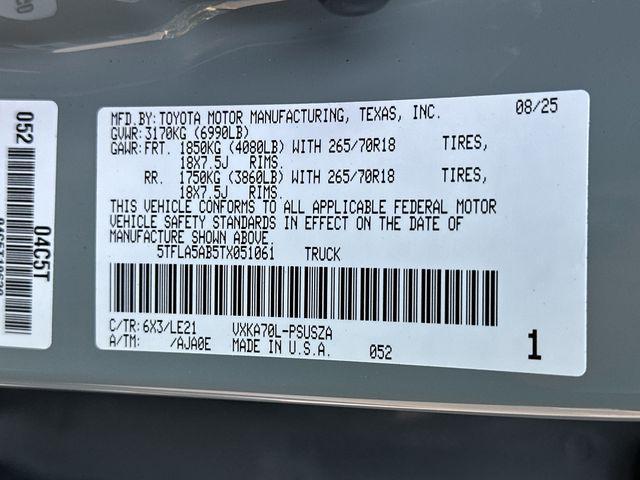 MFD.BY:TOYOTA MOTOR MANUFACTURING, TEXAS, INC. 08/25
GVWR:3170KG (6990LB)
GAWR:FRT. 1850KG (4080LB) WITH 265/70R18 TIRES,
18X7.5J RIMS.
RR. 1750KG (3860LB) WITH 265/70R18 TIRES,
18X7.5J RIMS
THIS VEHICLE CONFORMS TO ALL APPLICABLE FEDERAL MOTOR
VEHICLE SAFETY STANDARDS IN EFFECT ON THE DATE OF
MANUFACTURE SHOWN ABOVE.
5TFLA5AB5TX051061 TRUCK
C/TR:6X3/LE21 VXKA70L-PSUSZA
A/TM: /AJA0E MADE IN U.S.A. 052 1
052
04C5T